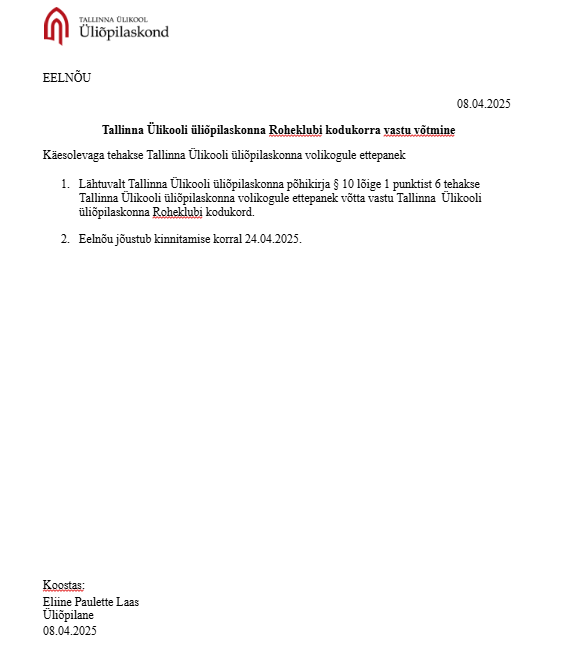 TALLINNA ÜLIKOOL
Üliõpilaskond
EELNÕU
08.04.2025
Tallinna Ülikooli üliõpilaskonna Roheklubi kodukorra vastu võtmine
Käesolevaga tehakse Tallinna Ülikooli üliõpilaskonna volikogule ettepanek
1. Lähtuvalt Tallinna Ülikooli üliõpilaskonna põhikirja § 10 lõige 1 punktist 6 tehakse
Tallinna Ülikooli üliõpilaskonna volikogule ettepanek võtta vastu Tallinna Ülikooli
üliõpilaskonna Roheklubi kodukord.
2. Eelnõu jõustub kinnitamise korral 24.04.2025.
Koostas:
Eliine Paulette Laas
Üliõpilane
08.04.2025